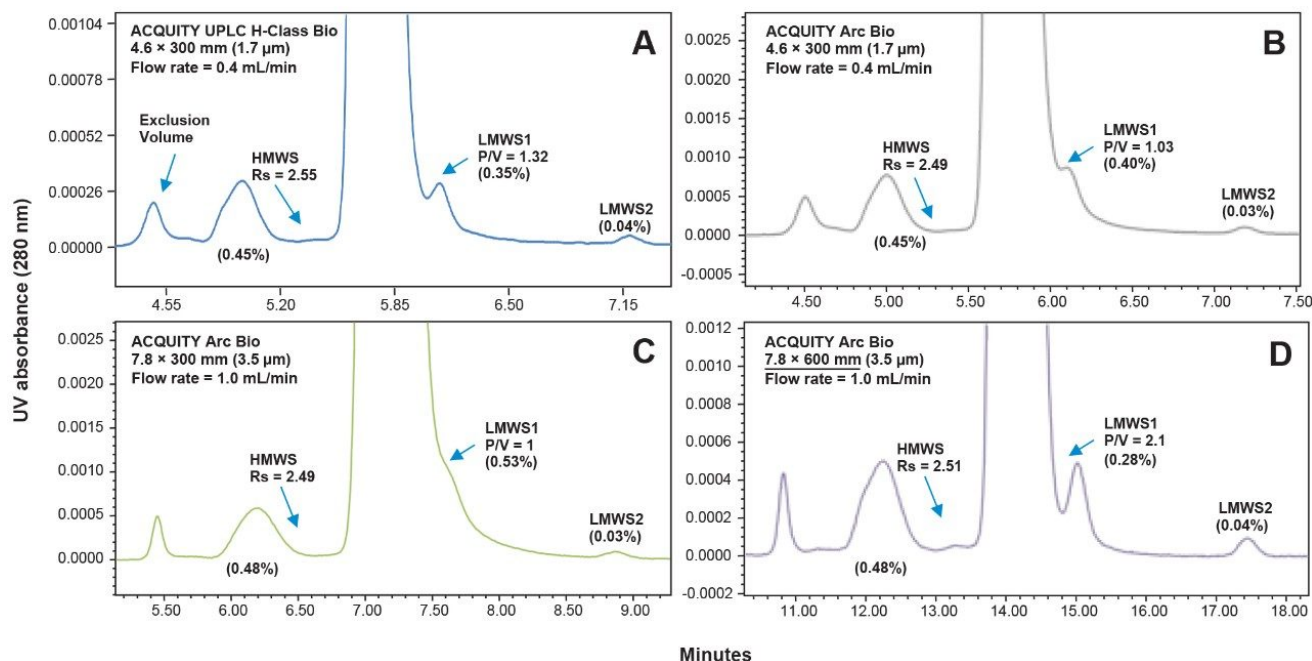 UV absorbance (280 nm)
0.00104
0.00078
0.00052
0.00026
0.00000
ACQUITY UPLC H-Class Bio
4.6 × 300 mm (1.7 µm)
Flow rate = 0.4 mL/min
A
Exclusion
Volume
HMWS
Rs = 2.55
(0.45%)
LMWS1
P/V = 1.32
(0.35%)
LMWS2
(0.04%)
4.55
5.20
5.85
6.50
7.15
0.0025
0.0020
0.0015
0.0010
0.0005
0.0000
-0.0005
ACQUITY Arc Bio
4.6 × 300 mm (1.7 µm)
Flow rate = 0.4 mL/min
B
HMWS
Rs = 2.49
(0.45%)
LMWS1
P/V = 1.03
(0.40%)
LMWS2
(0.03%)
4.50
5.00
5.50
6.00
6.50
7.00
7.50
0.0025
0.0020
0.0015
0.0010
0.0005
0.0000
ACQUITY Arc Bio
7.8 × 300 mm (3.5 µm)
Flow rate = 1.0 mL/min
C
HMWS
Rs = 2.49
(0.48%)
LMWS1
P/V = 1
(0.53%)
LMWS2
(0.03%)
5.50
6.00
6.50
7.00
7.50
8.00
8.50
9.00
0.0012
0.0010
0.0008
0.0006
0.0004
0.0002
0.0000
-0.0002
ACQUITY Arc Bio
7.8 × 600 mm (3.5 µm)
Flow rate = 1.0 mL/min
D
HMWS
Rs = 2.51
(0.48%)
LMWS1
P/V = 2.1
(0.28%)
LMWS2
(0.04%)
11.00
12.00
13.00
14.00
15.00
16.00
17.00
18.00
Minutes